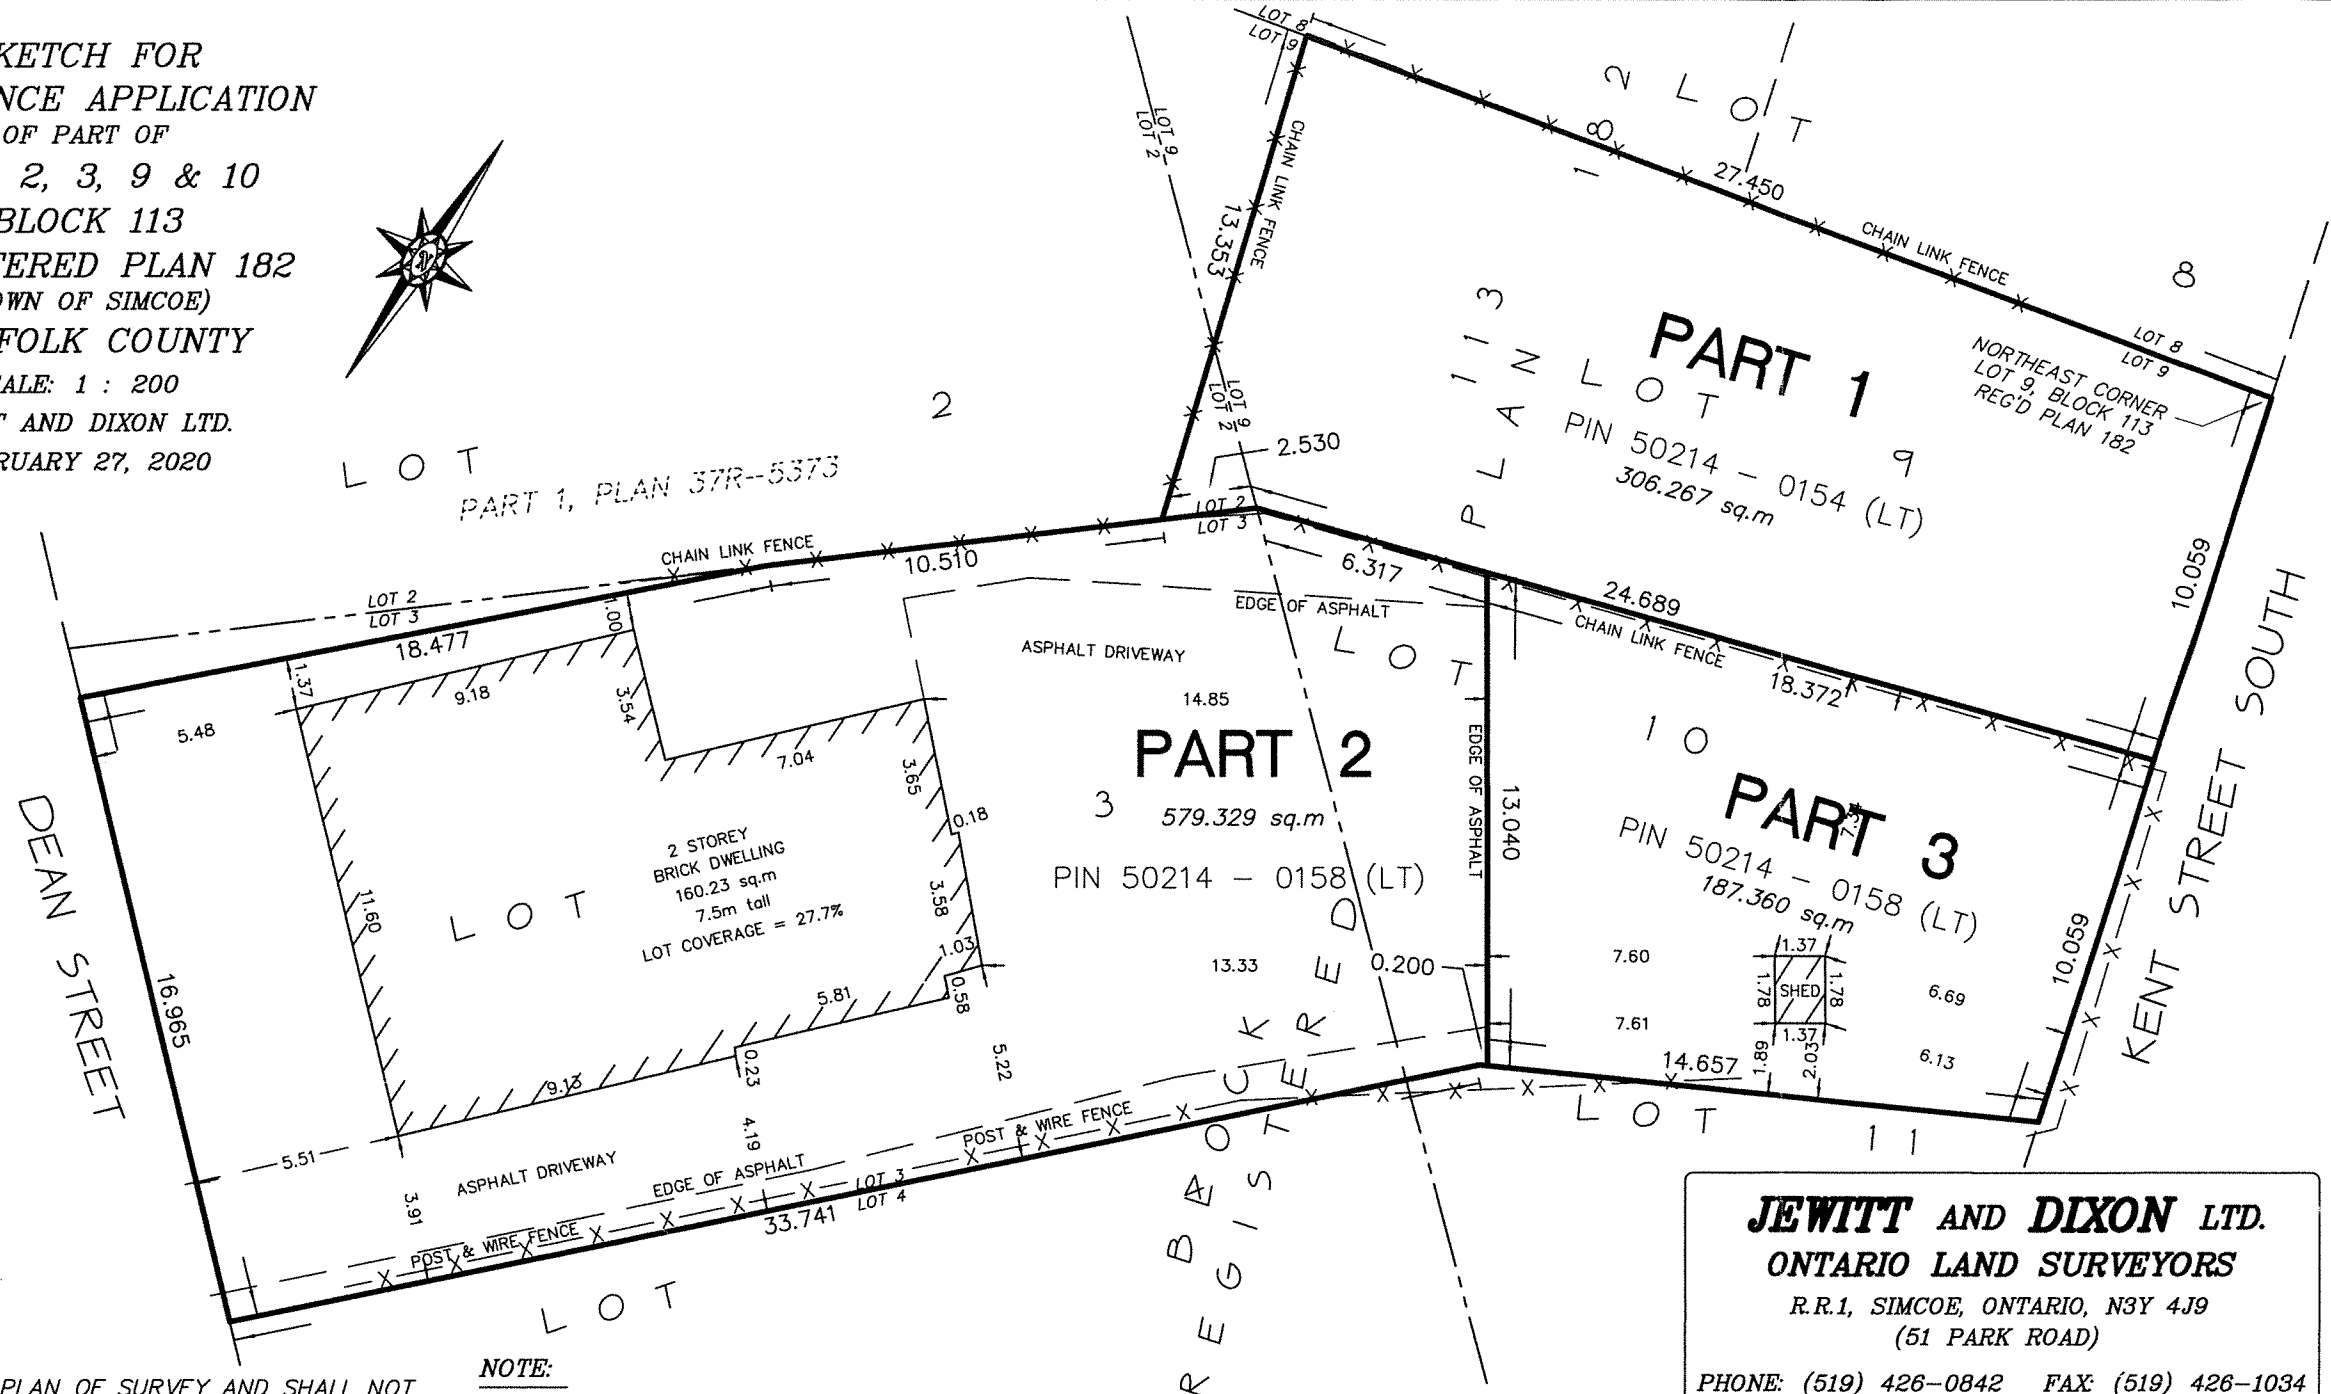 KETCH FOR
NCE APPLICATION
OF PART OF
2, 3, 9 & 10
BLOCK 113
TERED PLAN 182
OWN OF SIMCOE)
FOLK COUNTY
ALE: 1 : 200
T AND DIXON LTD.
RUARY 27, 2020
N
LOT 8
LOT 9
LOT 9
LOT 2
CHAIN LINK FENCE
13.353
LOT 2
182
27.450
CHAIN LINK FENCE
8
LOT 8
LOT 9
NORTHEAST CORNER
LOT 9, BLOCK 113
REG'D PLAN 182
PART 1
LOT 9
PIN 50214 - 0154 (LT)
306.267 sq.m
PLAN 113
10.059
LOT 9
LOT 2
2.530
LOT 2
LOT 3
LOT 2
PART 1, PLAN 37R--5373
CHAIN LINK FENCE
10.510
6.317
24.689
CHAIN LINK FENCE
18.372
LOT 2
LOT 3
18.477
1.00
1.37
9.18
3.54
5.48
7.04
3.65
0.18
EDGE OF ASPHALT
ASPHALT DRIVEWAY
14.85
PART 2
3
579.329 sq.m
PIN 50214 - 0158 (LT)
EDGE OF ASPHALT
13.040
LOT 10
PART 3
PIN 50214 - 0158 (LT)
187.360 sq.m
KENT STREET SOUTH
10.059
DEAN STREET
16.965
11.60
LOT
2 STOREY
BRICK DWELLING
160.23 sq.m
7.5m tall
LOT COVERAGE = 27.7%
3.58
1.03
0.58
5.81
13.33
0.200
7.60
1.37
1.78
SHED
1.78
6.69
7.61
1.37
1.89
2.03
6.13
14.657
9.13
0.23
5.22
4.19
5.51
3.91
ASPHALT DRIVEWAY
EDGE OF ASPHALT
POST & WIRE FENCE
POST & WIRE FENCE
LOT 3
LOT 4
33.741
LOT
LOT 11
BLOCK
REGISTERED
JEWITT AND DIXON LTD.
ONTARIO LAND SURVEYORS
R.R.1, SIMCOE, ONTARIO, N3Y 4J9
(51 PARK ROAD)
PHONE: (519) 426-0842 FAX: (519) 426-1034
NOTE:
PLAN OF SURVEY AND SHALL NOT